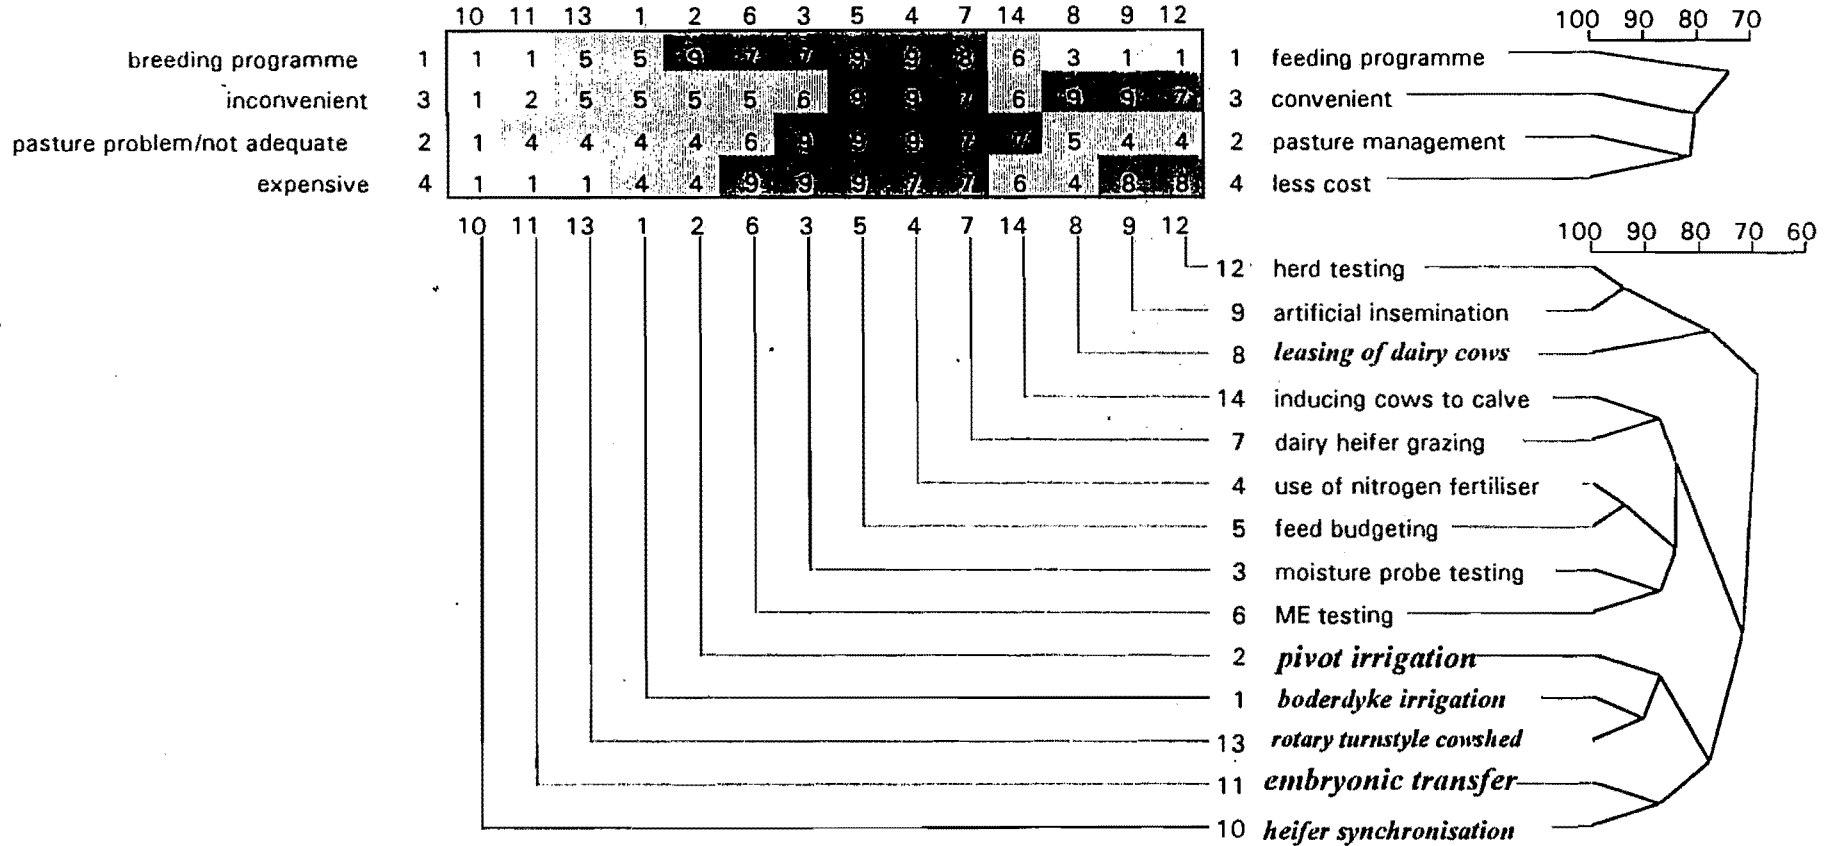 10 11 13 1 2 6 3 5 4 7 14 8 9 12 100 90 80 70
breeding programme 1 1 1 5 5 9 7 7 9 9 8 6 3 1 1 1 feeding programme
inconvenient 3 1 2 5 5 5 5 6 9 9 7 6 9 9 7 3 convenient
pasture problem/not adequate 2 1 4 4 4 4 6 9 9 9 7 7 5 4 4 2 pasture management
expensive 4 1 1 1 4 4 9 9 9 7 7 6 4 8 8 4 less cost
10 11 13 1 2 6 3 5 4 7 14 8 9 12 100 90 80 70 60
12 herd testing
9 artificial insemination
8 leasing of dairy cows
14 inducing cows to calve
7 dairy heifer grazing
4 use of nitrogen fertiliser
5 feed budgeting
3 moisture probe testing
6 ME testing
2 pivot irrigation
1 boderdyke irrigation
13 rotary turnstyle cowshed
11 embryonic transfer
10 heifer synchronisation